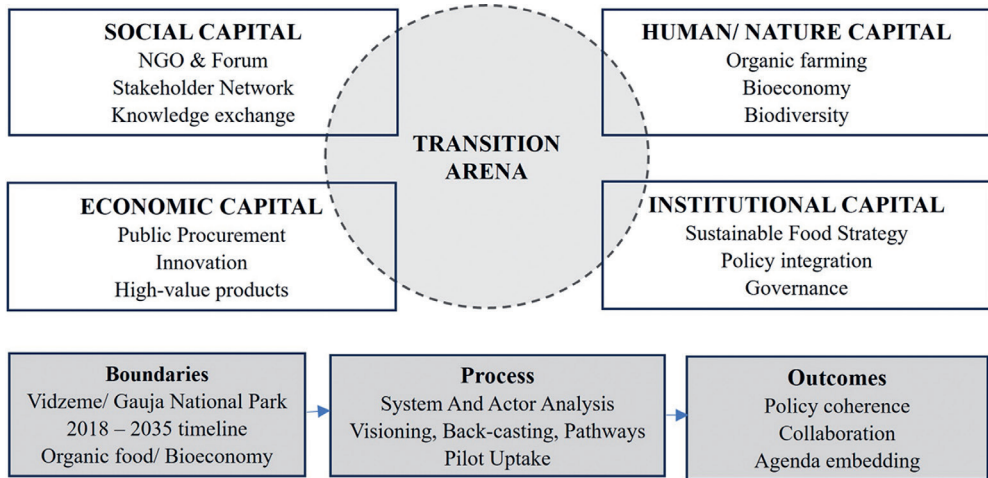 SOCIAL CAPITAL
NGO & Forum
Stakeholder Network
Knowledge exchange
HUMAN/ NATURE CAPITAL
Organic farming
Bioeconomy
Biodiversity
TRANSITION
ARENA
ECONOMIC CAPITAL
Public Procurement
Innovation
High-value products
INSTITUTIONAL CAPITAL
Sustainable Food Strategy
Policy integration
Governance
Boundaries
Vidzeme/ Gauja National Park
2018 – 2035 timeline
Organic food/ Bioeconomy
Process
System And Actor Analysis
Visioning, Back-casting, Pathways
Pilot Uptake
Outcomes
Policy coherence
Collaboration
Agenda embedding